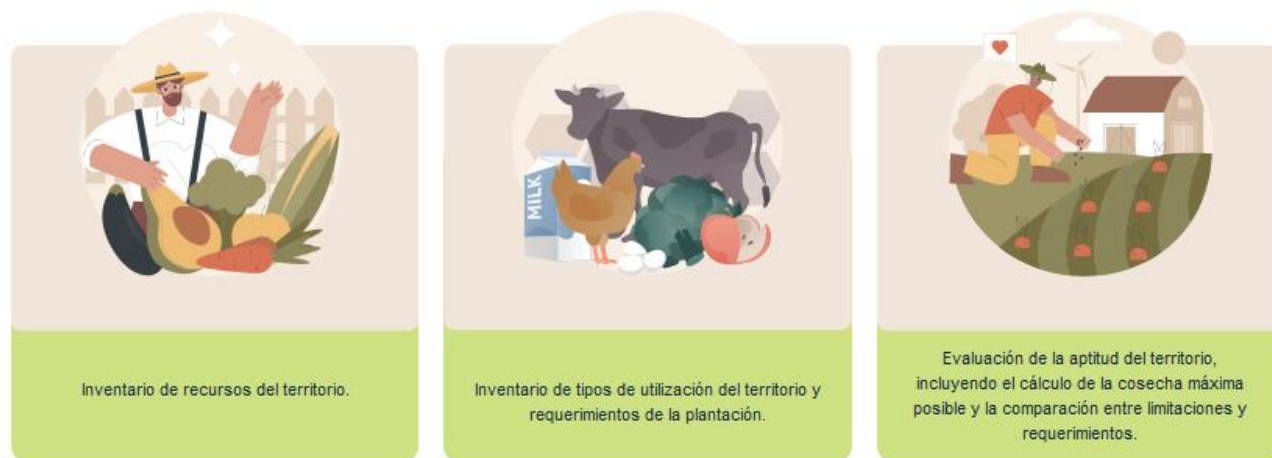 MILK
Inventario de recursos del territorio.
Inventario de tipos de utilización del territorio y
requerimientos de la plantación.
Evaluación de la aptitud del territorio,
incluyendo el cálculo de la cosecha máxima
posible y la comparación entre limitaciones y
requerimientos.